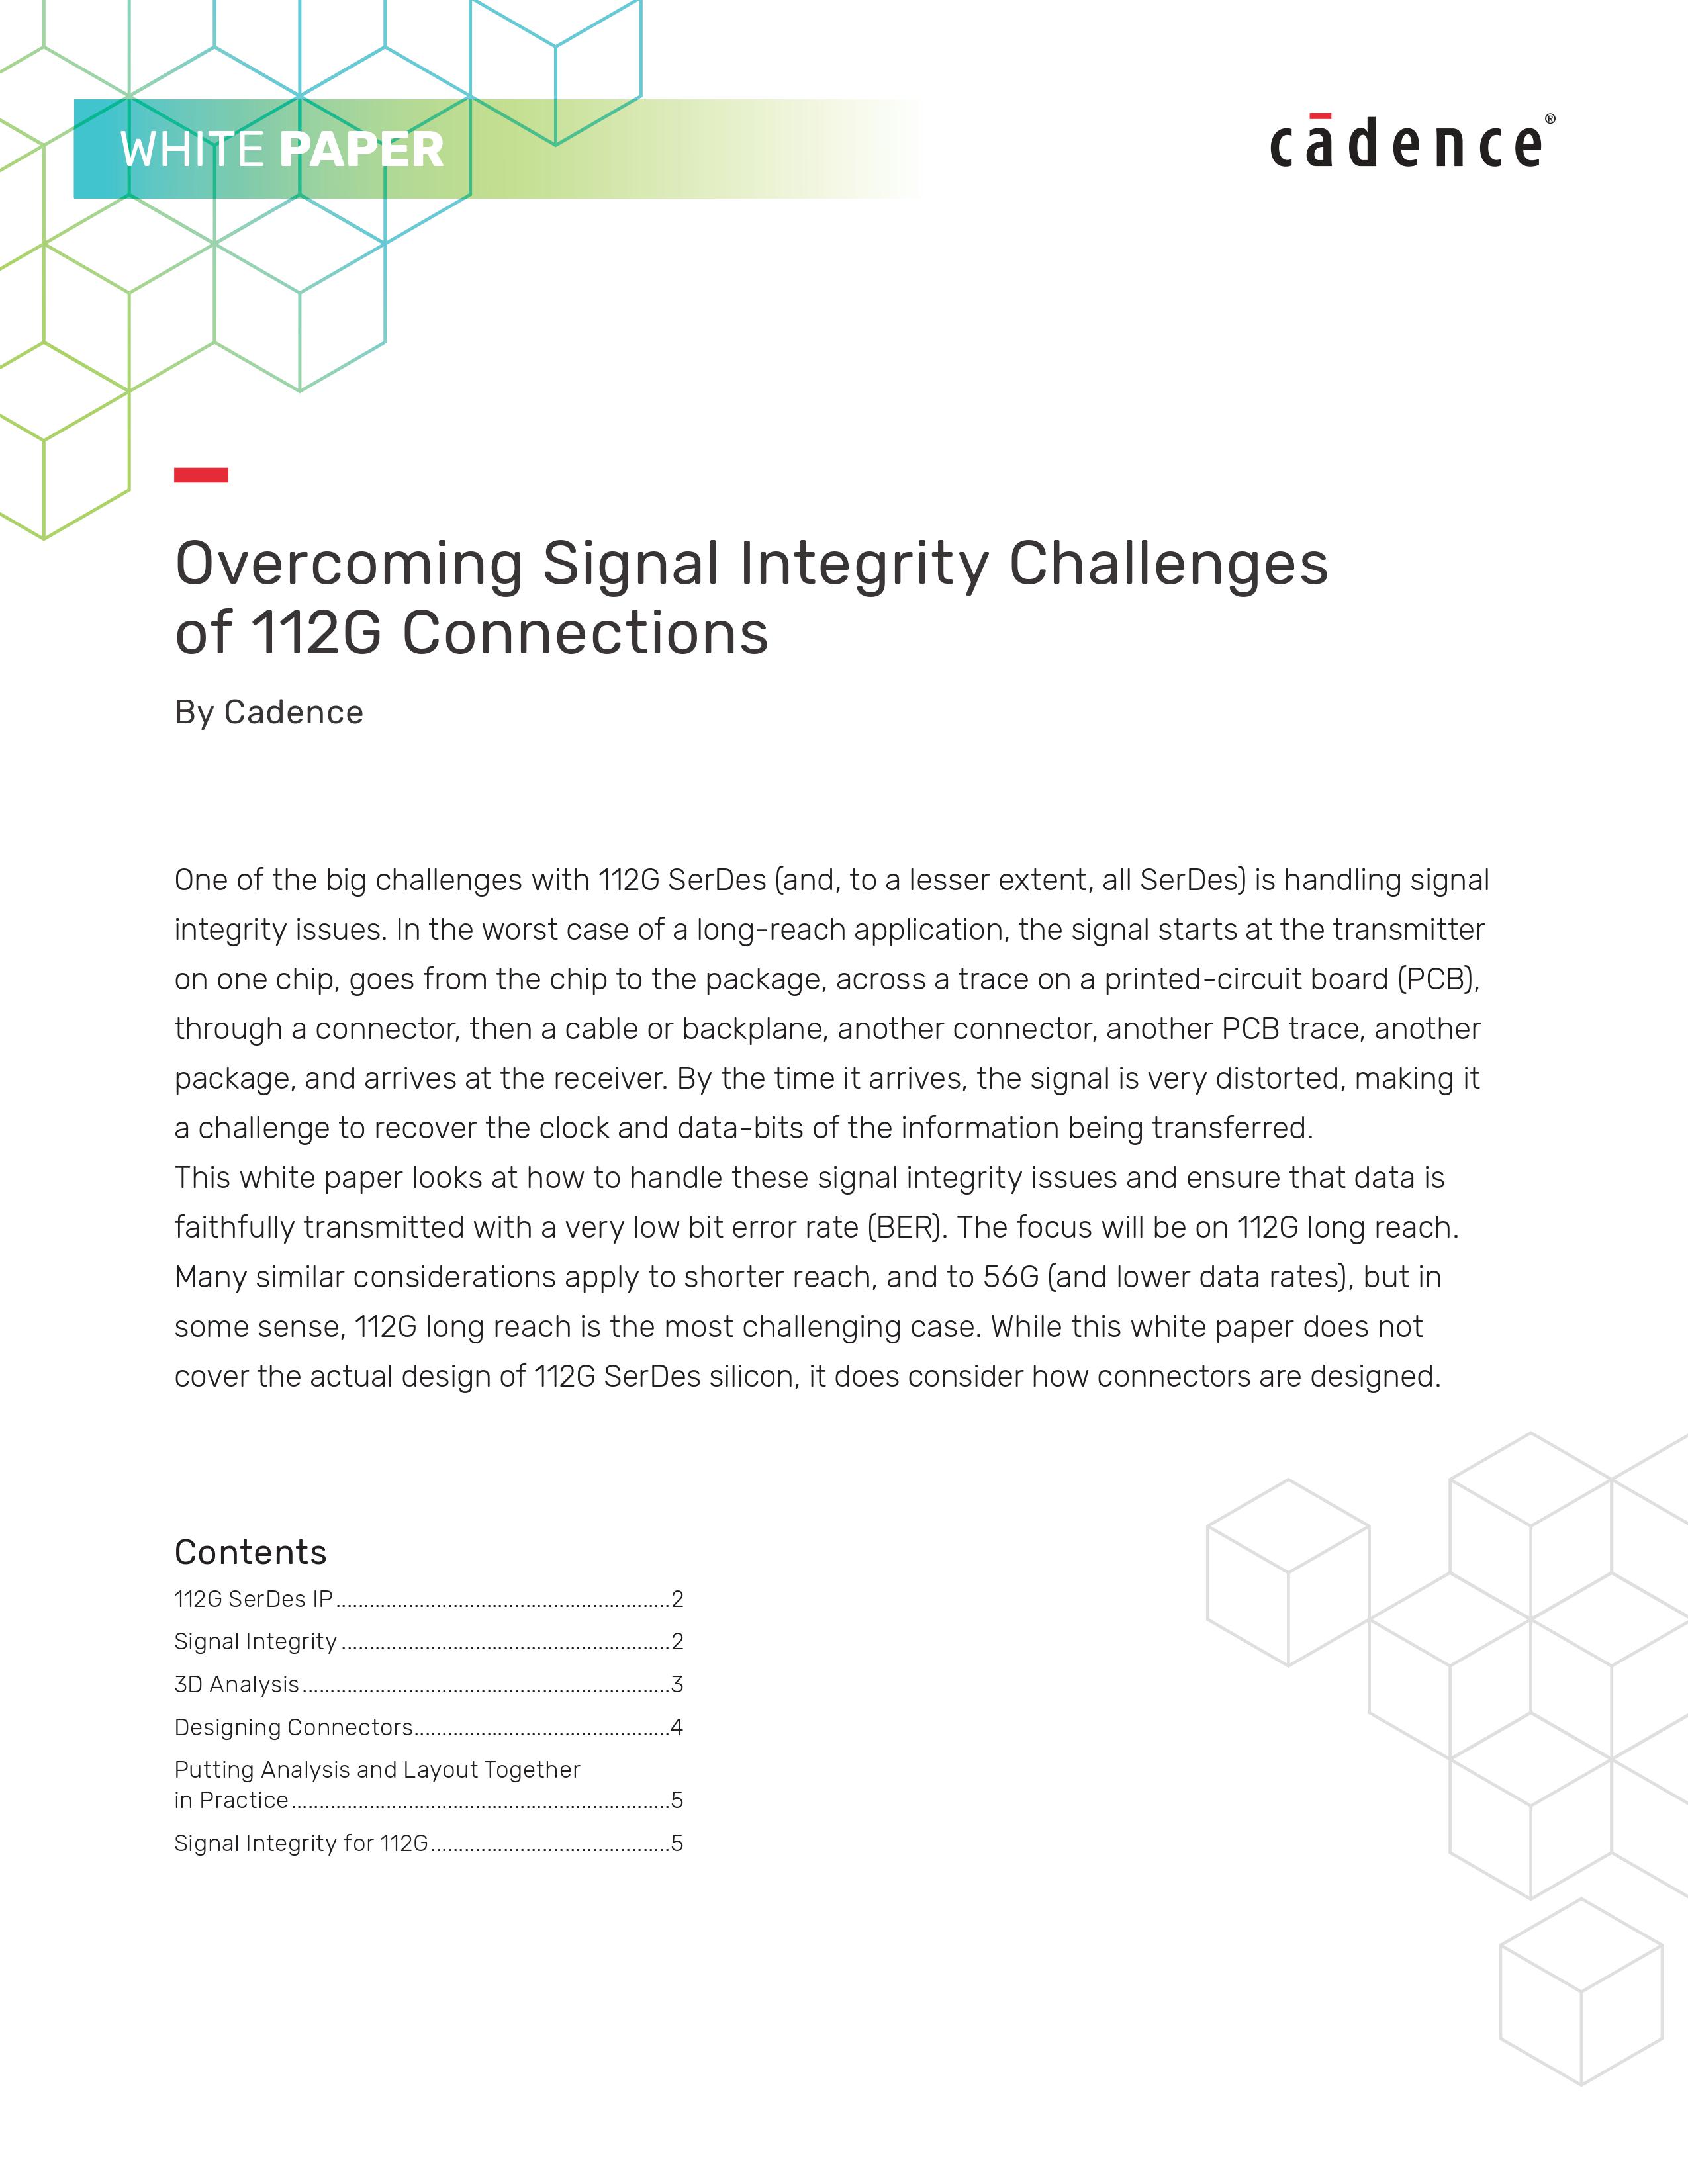 WHITE PAPER
cādence®
Overcoming Signal Integrity Challenges
of 112G Connections
By Cadence
One of the big challenges with 112G SerDes (and, to a lesser extent, all SerDes) is handling signal
integrity issues. In the worst case of a long-reach application, the signal starts at the transmitter
on one chip, goes from the chip to the package, across a trace on a printed-circuit board (PCB),
through a connector, then a cable or backplane, another connector, another PCB trace, another
package, and arrives at the receiver. By the time it arrives, the signal is very distorted, making it
a challenge to recover the clock and data-bits of the information being transferred.
This white paper looks at how to handle these signal integrity issues and ensure that data is
faithfully transmitted with a very low bit error rate (BER). The focus will be on 112G long reach.
Many similar considerations apply to shorter reach, and to 56G (and lower data rates), but in
some sense, 112G long reach is the most challenging case. While this white paper does not
cover the actual design of 112G SerDes silicon, it does consider how connectors are designed.
Contents
112G SerDes IP............................................................2
Signal Integrity...........................................................2
3D Analysis..................................................................3
Designing Connectors..............................................4
Putting Analysis and Layout Together
in Practice....................................................................5
Signal Integrity for 112G...........................................5